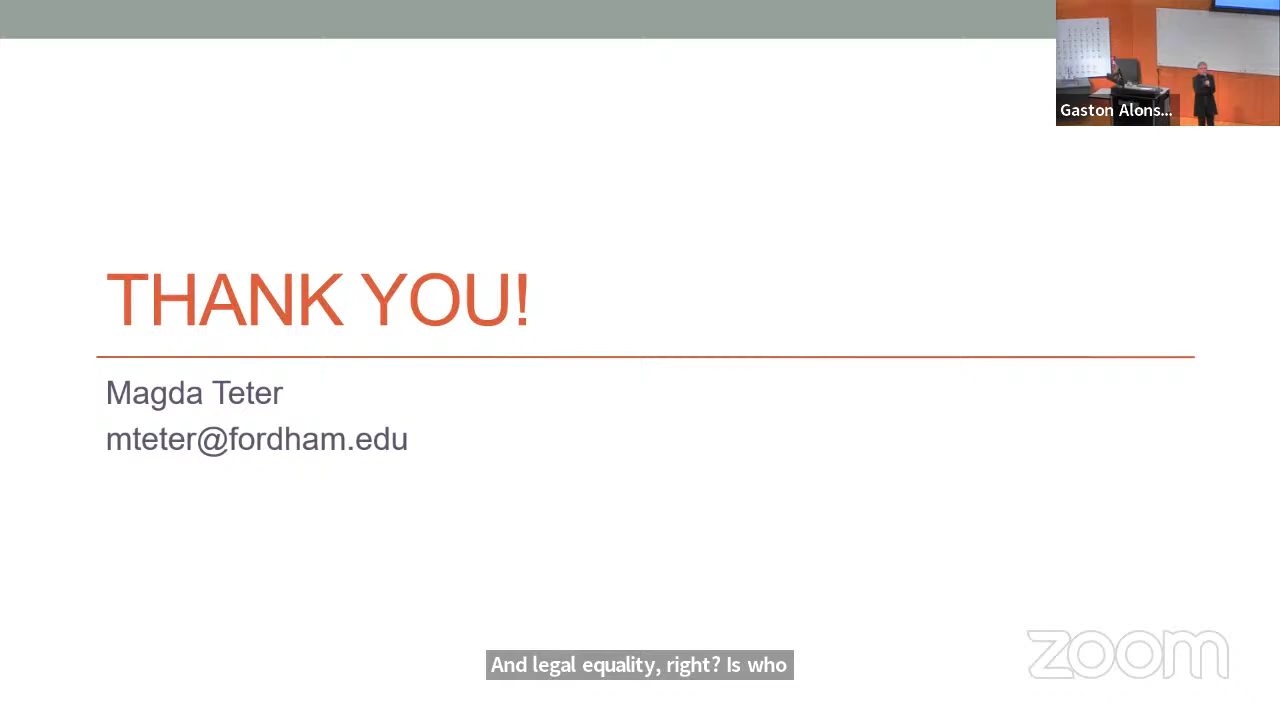 Gaston Alons...
THANK YOU!
Magda Teter
mteter@fordham.edu
And legal equality, right? Is who
zoom